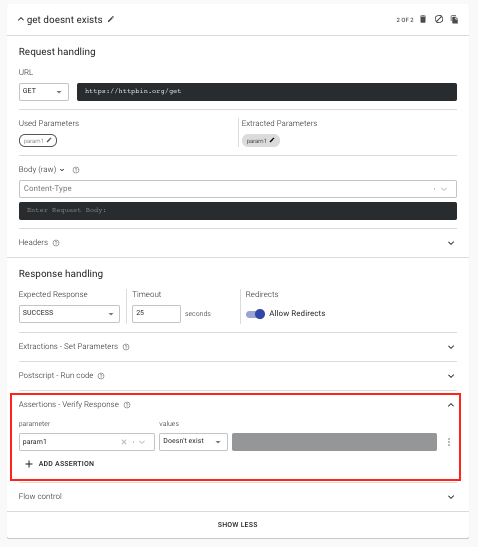 get doesnt exists
2 OF 2
Request handling
URL
GET
https://httpbin.org/get
Used Parameters
Extracted Parameters
param1
param1
Body (raw)
Content-Type
Enter Request Body:
Headers
Response handling
Expected Response
Timeout
Redirects
SUCCESS
25
seconds
Allow Redirects
Extractions - Set Parameters
Postscript - Run code
Assertions - Verify Response
parameter
values
param1
Doesn't exist
ADD ASSERTION
Flow control
SHOW LESS